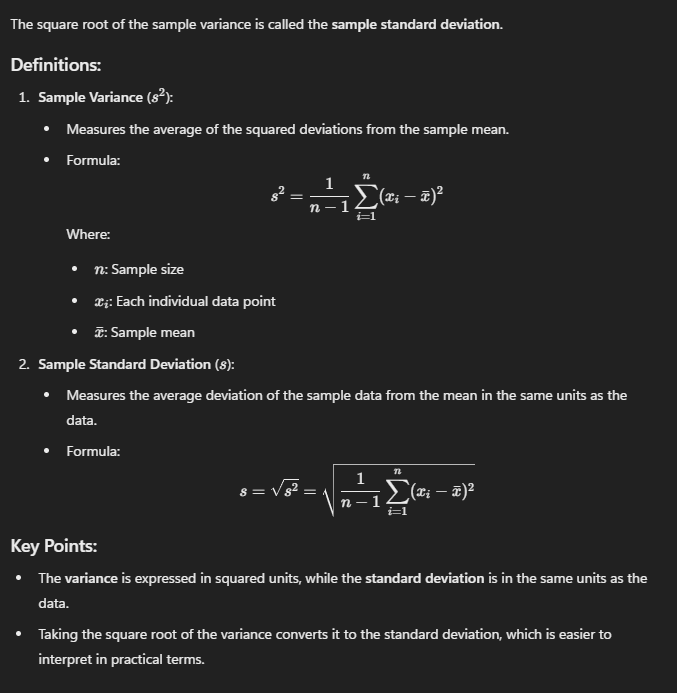 The square root of the sample variance is called the sample standard deviation.
Definitions:
1. Sample Variance (s²):
• Measures the average of the squared deviations from the sample mean.
• Formula:
s² = \frac{1}{n-1} \sum_{i=1}^{n} (x_i − x̄)²
Where:
• n: Sample size
• x_i: Each individual data point
• x̄: Sample mean
2. Sample Standard Deviation (s):
• Measures the average deviation of the sample data from the mean in the same units as the
data.
• Formula:
s = \sqrt{s²} = \sqrt{\frac{1}{n-1} \sum_{i=1}^{n} (x_i − x̄)²}
Key Points:
• The variance is expressed in squared units, while the standard deviation is in the same units as the
data.
• Taking the square root of the variance converts it to the standard deviation, which is easier to
interpret in practical terms.